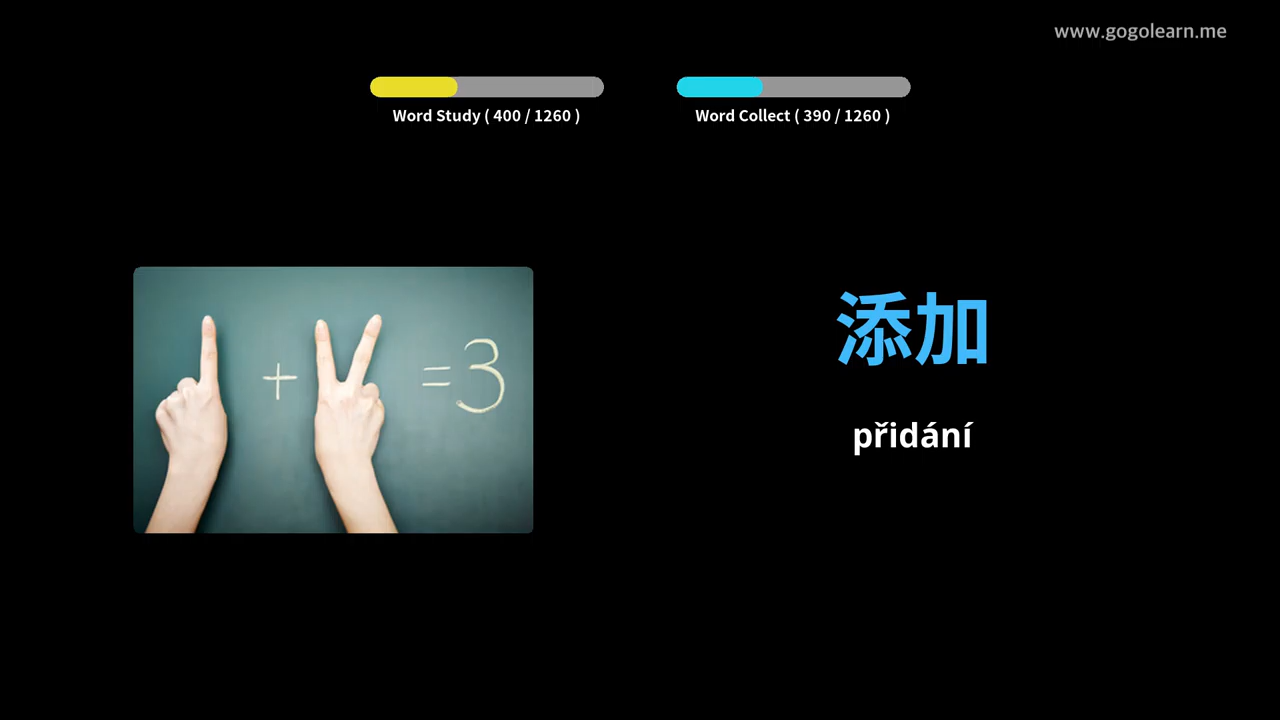 www.gogolearn.me
Word Study ( 400 / 1260 )
Word Collect ( 390 / 1260 )
+ = 3
添加
přidání